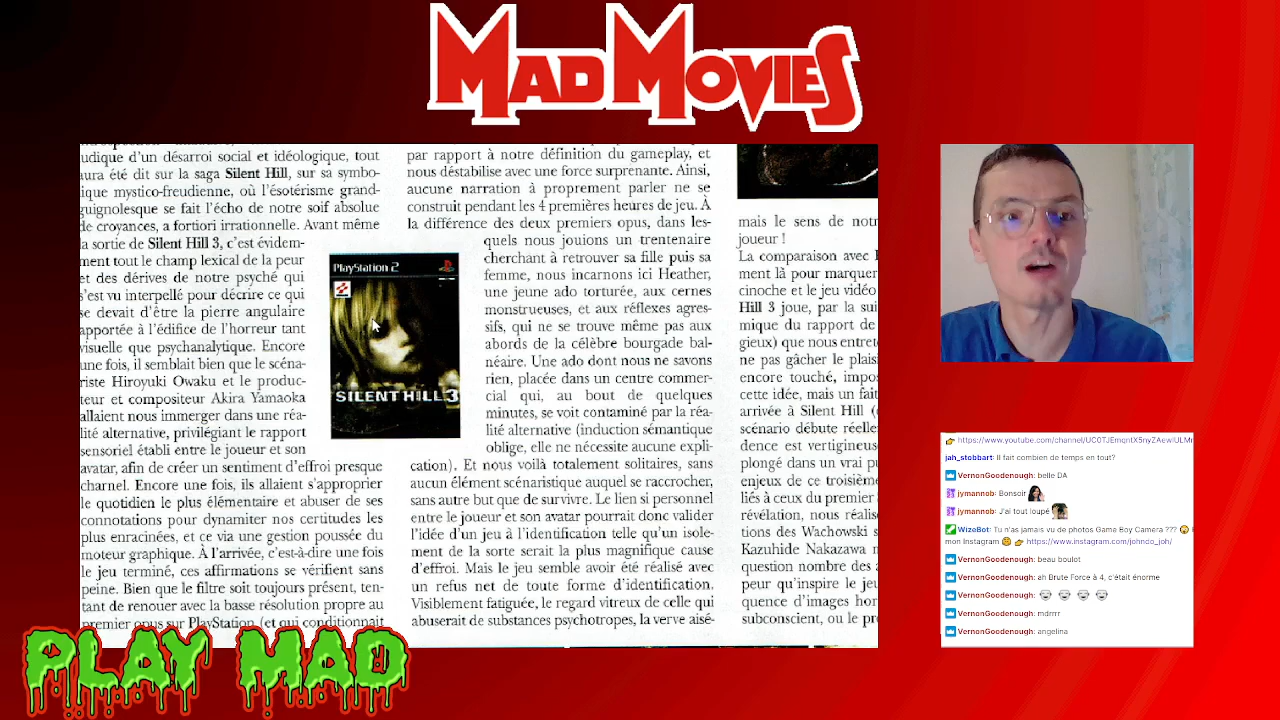 MAD MOVIES
udique d'un désarroi social et idéologique, tout
aura été dit sur la saga Silent Hill, sur sa symbo-
ique mystico-freudienne, où l'ésotérisme grand-
guignolesque se fait l'écho de notre soif absolue
de croyances, a fortiori irrationnelle. Avant même
la sortie de Silent Hill 3, c'est évidem-
ment tout le champ lexical de la peur
et des dérives de notre psyché qui
s'est vu interpellé pour décrire ce qui
se devait d'être la pierre angulaire
apportée à l'édifice de l'horreur tant
visuelle que psychanalytique. Encore
une fois, il semblait bien que le scéna-
riste Hiroyuki Owaku et le produc-
teur et compositeur Akira Yamaoka
allaient nous immerger dans une réa-
lité alternative, privilégiant le rapport
sensoriel établi entre le joueur et son
avatar, afin de créer un sentiment d'effroi presque
charnel. Encore une fois, ils allaient s'approprier
le quotidien le plus élémentaire et abuser de ses
connotations pour dynamiter nos certitudes les
plus enracinées, et ce via une gestion poussée du
moteur graphique. À l'arrivée, c'est-à-dire une fois
le jeu terminé, ces affirmations se vérifient sans
peine. Bien que le filtre soit toujours présent, ten-
tant de renouer avec la basse résolution propre au
premier opus sur PlayStation (et qui conditionnait
PlayStation 2
SILENT HILL 3
par rapport à notre définition du gameplay, et
nous déstabilise avec une force surprenante. Ainsi,
aucune narration à proprement parler ne se
construit pendant les 4 premières heures de jeu. À
la différence des deux premiers opus, dans les-
quels nous jouions un trentenaire
cherchant à retrouver sa fille puis sa
femme, nous incarnons ici Heather,
une jeune ado torturée, aux cernes
monstrueuses, et aux réflexes agres-
sifs, qui ne se trouve même pas aux
abords de la célèbre bourgade bal-
néaire. Une ado dont nous ne savons
rien, placée dans un centre commer-
cial qui, au bout de quelques
minutes, se voit contaminé par la réa-
lité alternative (induction sémantique
oblige, elle ne nécessite aucune expli-
cation). Et nous voilà totalement solitaires, sans
aucun élément scénaristique auquel se raccrocher,
sans autre but que de survivre. Le lien si personnel
entre le joueur et son avatar pourrait donc valider
l'idée d'un jeu à l'identification telle qu'un isole-
ment de la sorte serait la plus magnifique cause
d'effroi. Mais le jeu semble avoir été réalisé avec
un refus net de toute forme d'identification.
Visiblement fatiguée, le regard vitreux de celle qui
abuserait de substances psychotropes, la verve aisé-
mais le sens de notr
joueur !
La comparaison avec
ment là pour marquer
cinoche et le jeu vidéo
Hill 3 joue, par la sui
mique du rapport de
gieux) que nous entret
ne pas gâcher le plaisi
encore touché, impos
cette idée, mais un fait
arrivée à Silent Hill (
scénario débute réelle
dence est vertigineus
plongé dans un vrai pu
enjeux de ce troisièm
liés à ceux du premier
révélation, nous réalis
tions des Wachowski s
Kazuhide Nakazawa n
question nombre des
peur qu'inspire le jeu
quence d'images hor
subconscient, ou le pro
jah_stobbart: Il fait combien de temps en tout?
VernonGoodenough: belle DA
jymannob: Bonsoir
jymannob: J'ai tout loupé
WizeBot: Tu n'as jamais vu de photos Game Boy Camera ???
mon Instagram https://www.instagram.com/johndo_joh/
VernonGoodenough: beau boulot
VernonGoodenough: ah Brute Force à 4, c'était énorme
VernonGoodenough:
VernonGoodenough: mdrrrr
VernonGoodenough: angelina
PLAY MAD